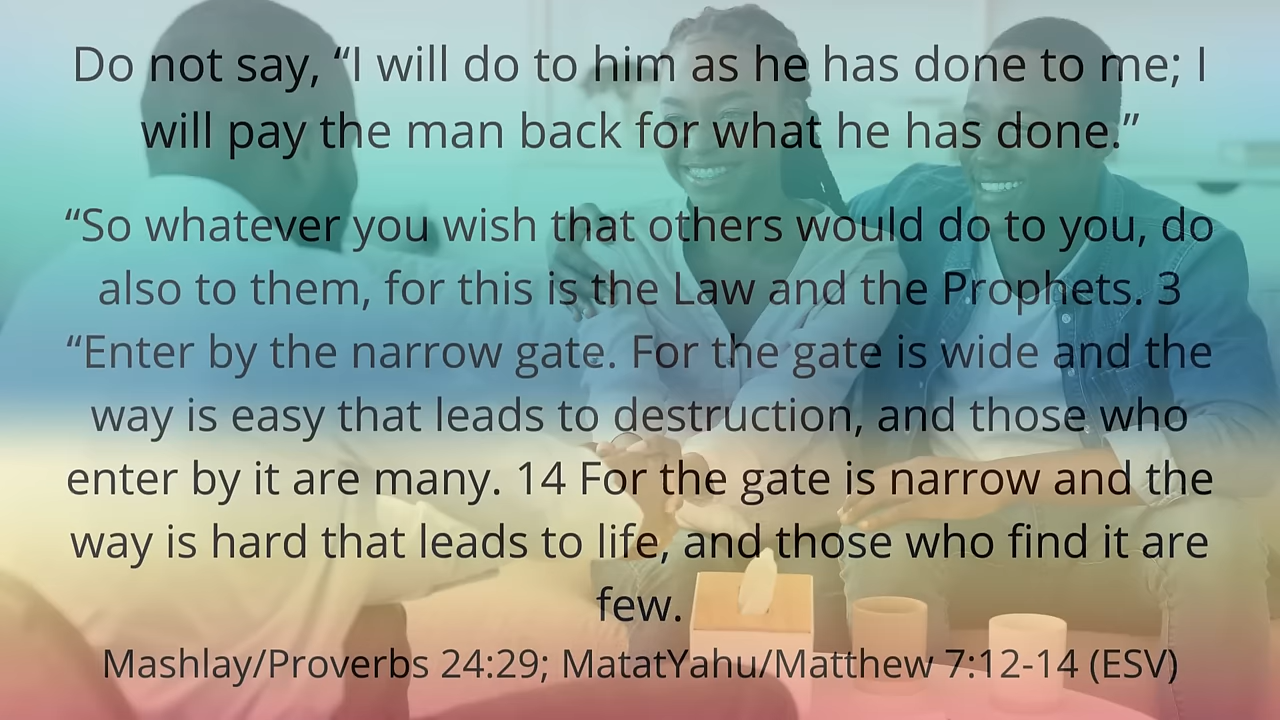 Do not say, “I will do to him as he has done to me; I
will pay the man back for what he has done.”
“So whatever you wish that others would do to you, do
also to them, for this is the Law and the Prophets. 3
“Enter by the narrow gate. For the gate is wide and the
way is easy that leads to destruction, and those who
enter by it are many. 14 For the gate is narrow and the
way is hard that leads to life, and those who find it are
few.
Mashlay/Proverbs 24:29; MatatYahu/Matthew 7:12-14 (ESV)